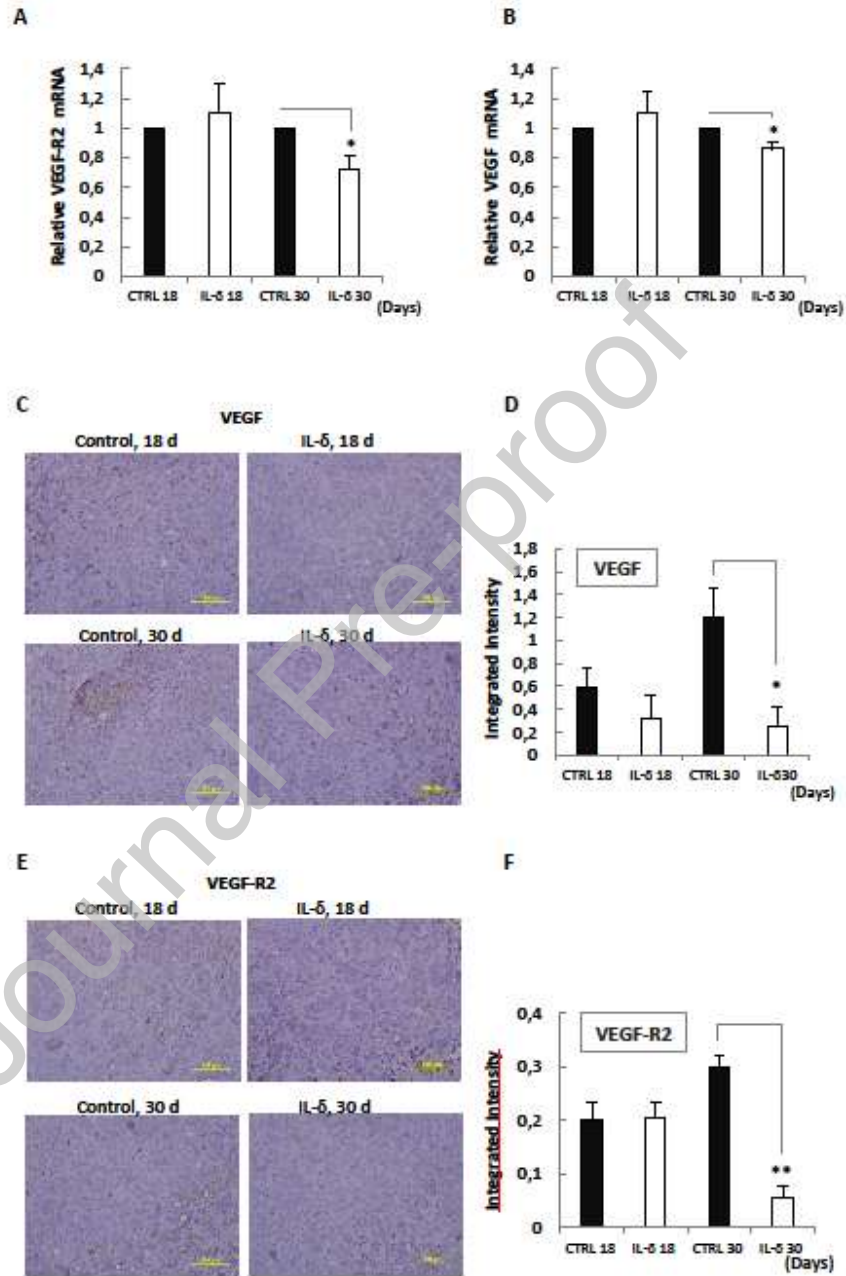 A
Relative VEGF-R2 mRNA
1,4
1,2
1
0,8
0,6
0,4
0,2
0
*
CTRL 18 IL-δ 18 CTRL 30 IL-δ 30
(Days)
B
Relative VEGF mRNA
1,4
1,2
1
0,8
0,6
0,4
0,2
0
*
CTRL 18 IL-δ 18 CTRL 30 IL-δ 30
(Days)
C
VEGF
Control, 18 d IL-δ, 18 d
Control, 30 d IL-δ, 30 d
D
Integrated Intensity
1,8
1,6
1,4
1,2
1
0,8
0,6
0,4
0,2
0
VEGF
*
CTRL 18 IL-δ 18 CTRL 30 IL-δ30
(Days)
E
VEGF-R2
Control, 18 d IL-δ, 18 d
Control, 30 d IL-δ, 30 d
F
Integrated Intensity
0,4
0,3
0,2
0,1
0
VEGF-R2
**
CTRL 18 IL-δ 18 CTRL 30 IL-δ 30
(Days)
Journal Pre-proof